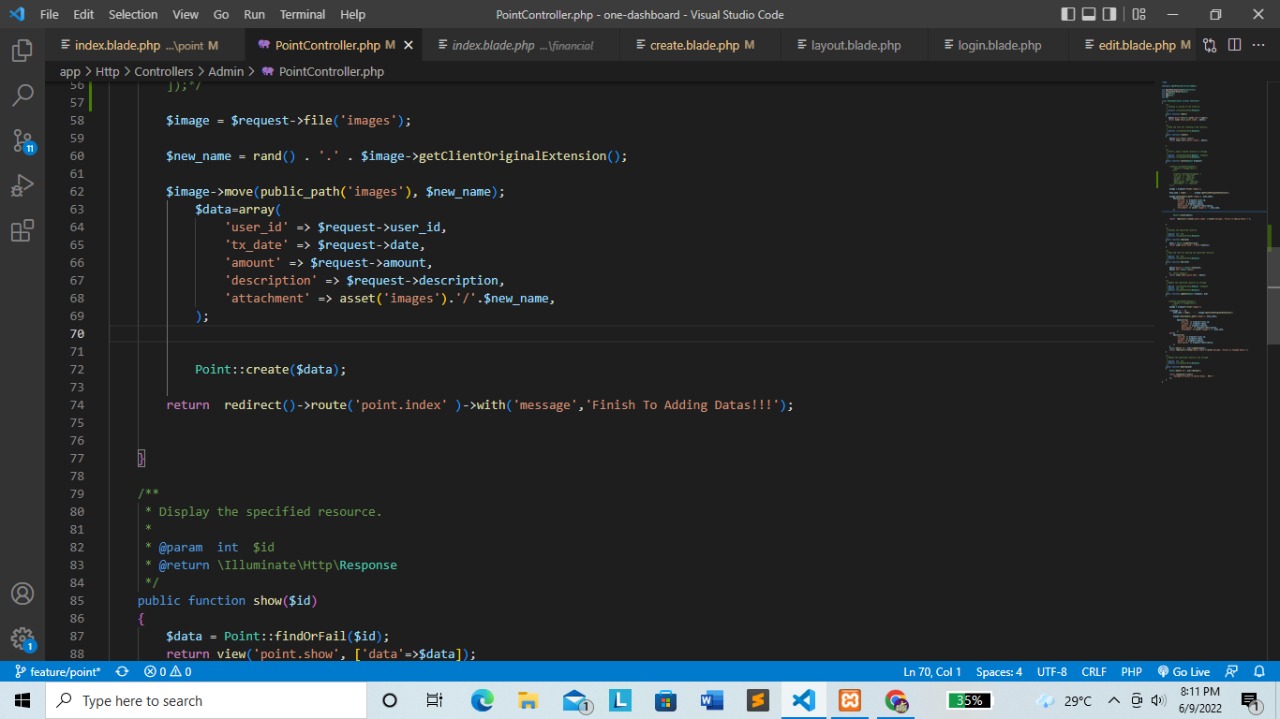 File Edit Selection View Go Run Terminal Help
PointController.php - one-dashboard - Visual Studio Code
index.blade.php ...\point M
PointController.php M
index.blade.php ...\financial
create.blade.php M
layout.blade.php
login.blade.php
edit.blade.php M
app > Http > Controllers > Admin > PointController.php
56 ]);*/
57
58 $image = $request->file('images');
59
60 $new_name = rand() . '.' . $image->getClientOriginalExtension();
61
62 $image->move(public_path('images'), $new_name);
63 $data=array(
64 'user_id' => $request->user_id,
65 'tx_date' => $request->date,
66 'amount' => $request->amount,
67 'description' => $request->description,
68 'attachment' => asset('images').'/'.$new_name,
69 );
70
71
72 Point::create($data);
73
74 return redirect()->route('point.index' )->with('message','Finish To Adding Datas!!!');
75
76
77 }
78
79 /**
80 * Display the specified resource.
81 *
82 * @param int $id
83 * @return \Illuminate\Http\Response
84 */
85 public function show($id)
86 {
87 $data = Point::findOrFail($id);
88 return view('point.show', ['data'=>$data]);
11
1
feature/point* 0 0
Ln 70, Col 1 Spaces: 4 UTF-8 CRLF PHP Go Live
Type here to search
1
L
W
35%
29°C
8:11 PM
6/9/2022
1